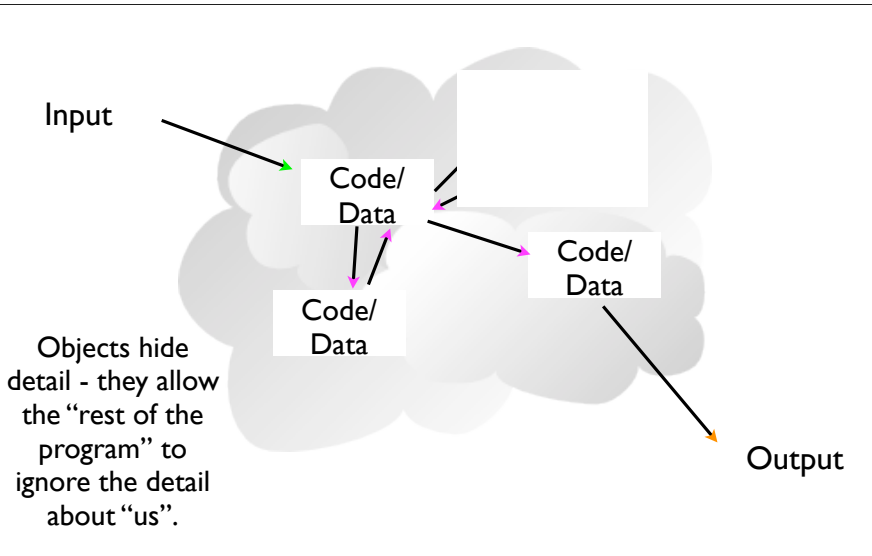 Input
Code/
Data
Code/
Data
Code/
Data
Objects hide
detail - they allow
the “rest of the
program” to
ignore the detail
about “us”.
Output